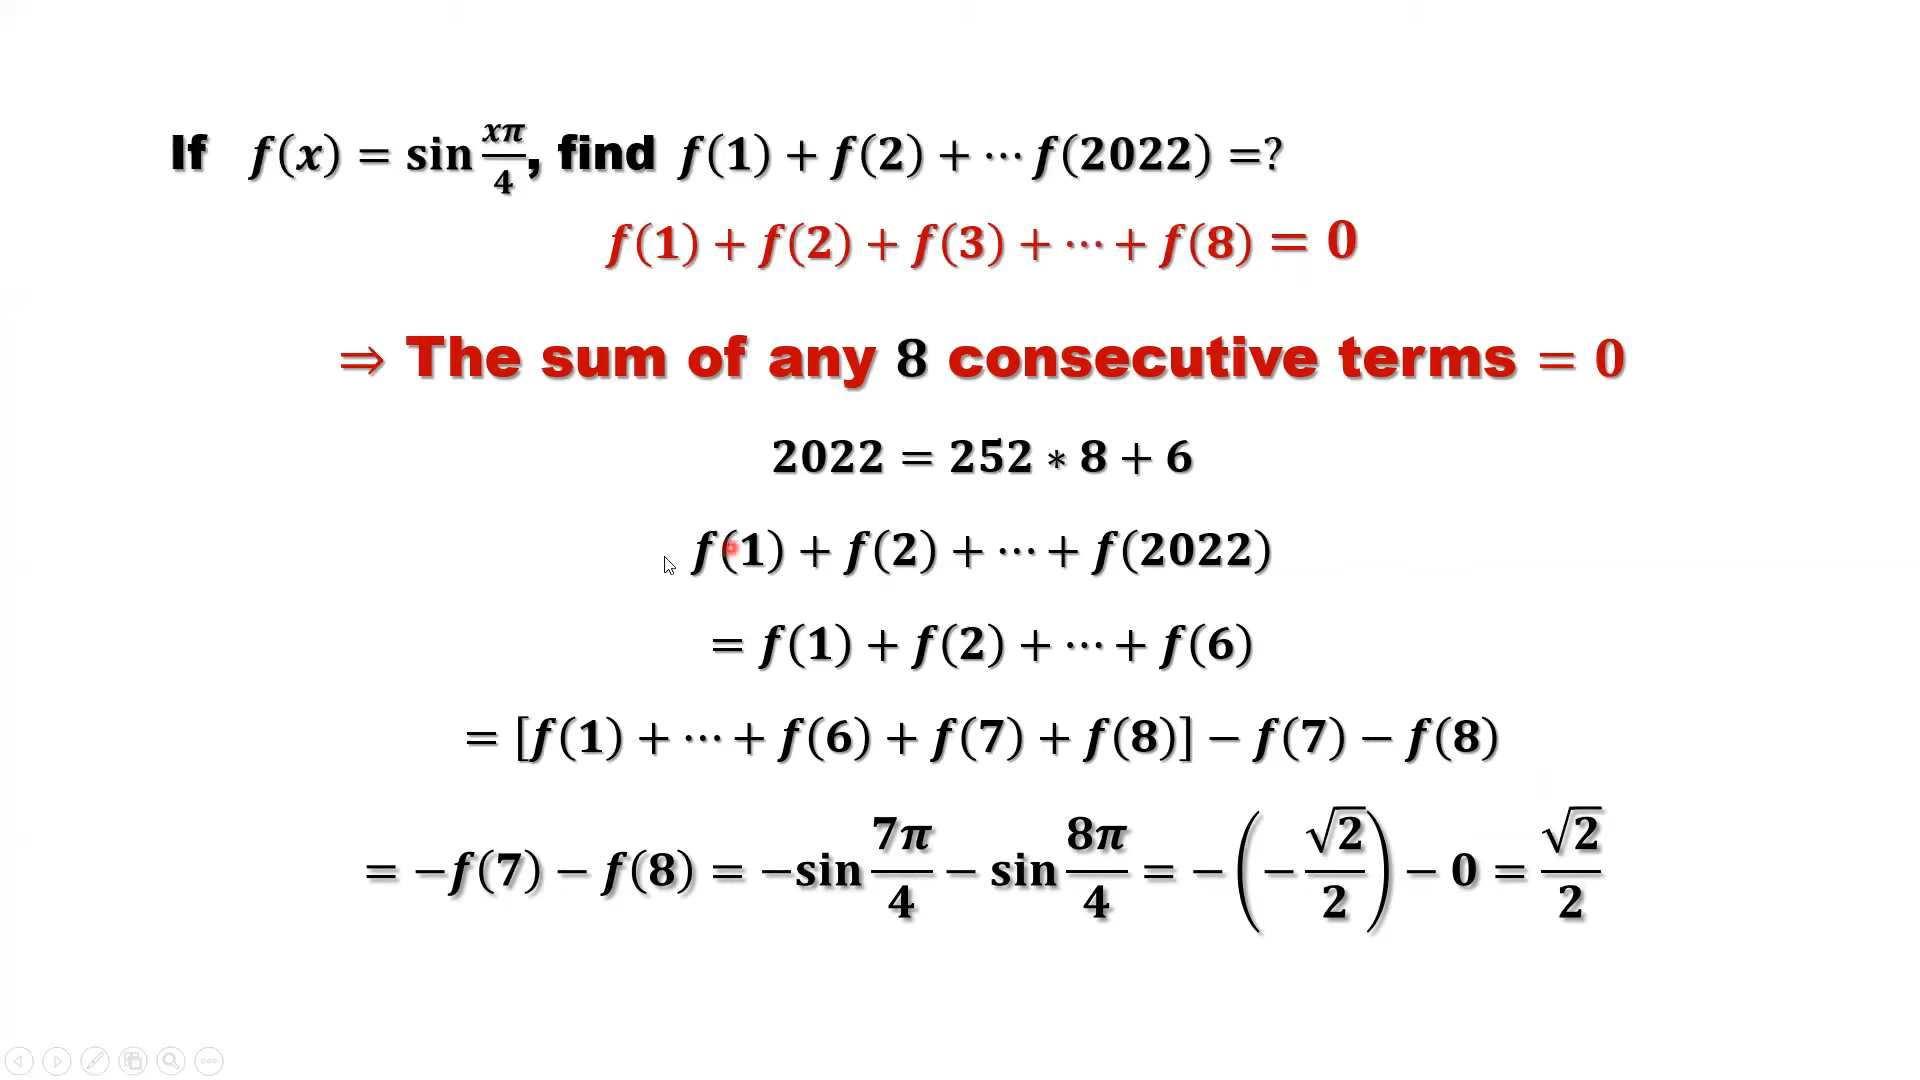 If f(x) = sin xπ/4, find f(1) + f(2) + ⋯ f(2022) =?
f(1) + f(2) + f(3) + ⋯ + f(8) = 0
⇒ The sum of any 8 consecutive terms = 0
2022 = 252 * 8 + 6
f(1) + f(2) + ⋯ + f(2022)
= f(1) + f(2) + ⋯ + f(6)
= [f(1) + ⋯ + f(6) + f(7) + f(8)] − f(7) − f(8)
= −f(7) − f(8) = −sin 7π/4 − sin 8π/4 = −(−√2/2) − 0 = √2/2